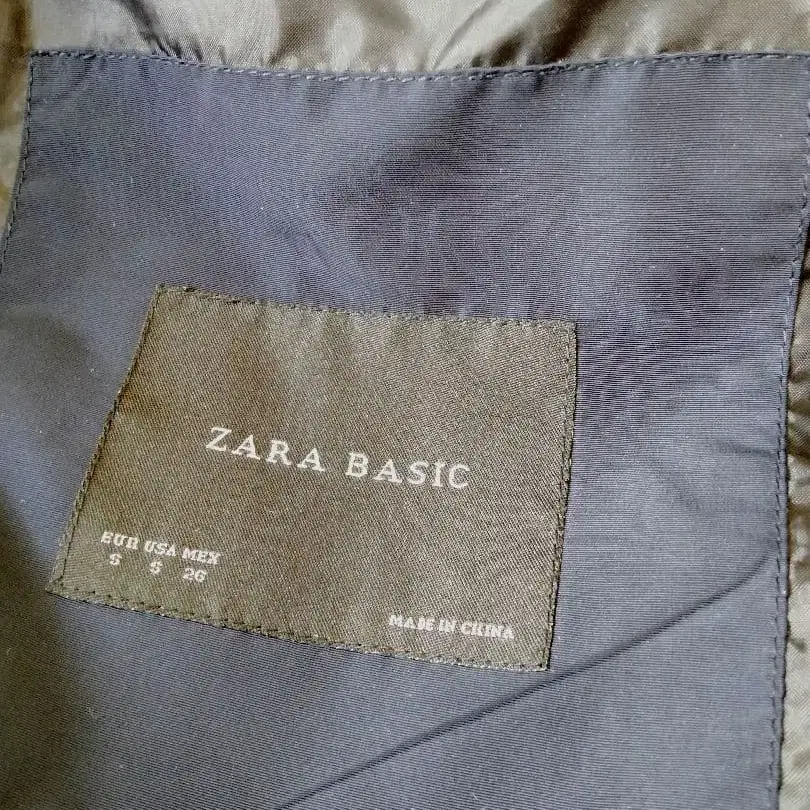 ZARA BASIC
EUR USA MEX
S S 26
MADE IN CHINA